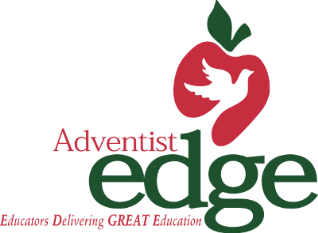 Adventist
edge
Educators Delivering GREAT Education